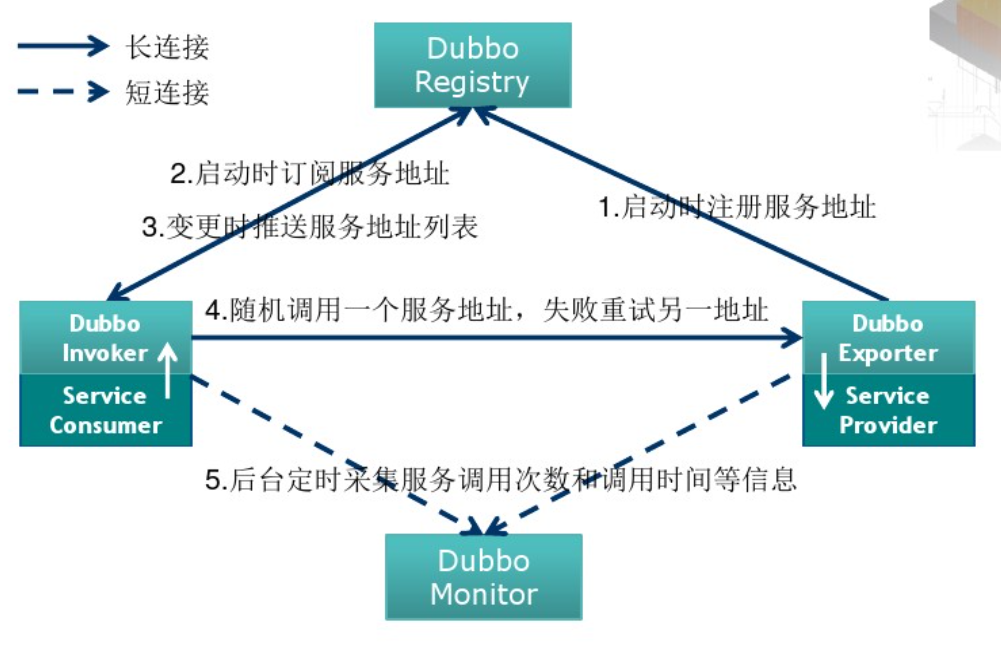 长连接
短连接
Dubbo
Registry
2.启动时订阅服务地址
1.启动时注册服务地址
3.变更时推送服务地址列表
4.随机调用一个服务地址，失败重试另一地址
Dubbo
Invoker
Service
Consumer
Dubbo
Exporter
Service
Provider
5.后台定时采集服务调用次数和调用时间等信息
Dubbo
Monitor